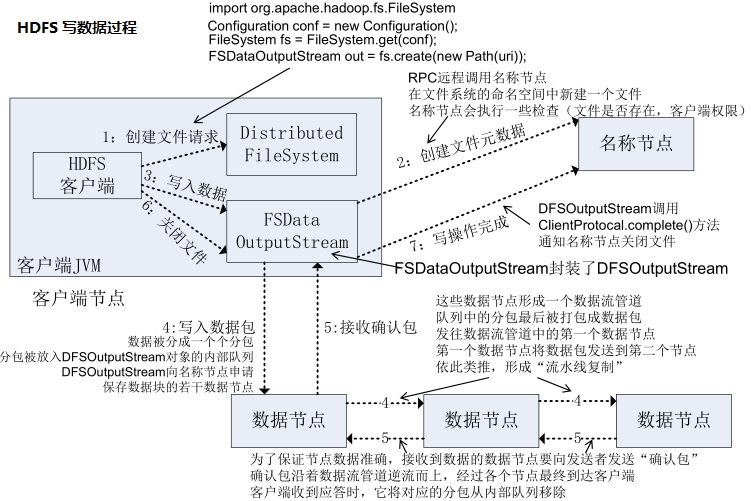 HDFS 写数据过程
import org.apache.hadoop.fs.FileSystem
Configuration conf = new Configuration();
FileSystem fs = FileSystem.get(conf);
FSDataOutputStream out = fs.create(new Path(uri));
RPC远程调用名称节点
在文件系统的命名空间中新建一个文件
名称节点会执行一些检查（文件是否存在，客户端权限）
1：创建文件请求
Distributed
FileSystem
2：创建文件元数据
名称节点
HDFS
客户端
3：写入数据
6：关闭文件
FSData
OutputStream
7：写操作完成
DFSOutputStream调用
ClientProtocal.complete()方法
通知名称节点关闭文件
客户端JVM
FSDataOutputStream封装了DFSOutputStream
客户端节点
这些数据节点形成一个数据流管道
队列中的分包最后被打包成数据包
发往数据流管道中的第一个数据节点
第一个数据节点将数据包发送到第二个节点
依此类推，形成“流水线复制”
4:写入数据包
数据被分成一个个分包
分包被放入DFSOutputStream对象的内部队列
DFSOutputStream向名称节点申请
保存数据块的若干数据节点
5:接收确认包
数据节点
4
5
数据节点
4
5
数据节点
为了保证节点数据准确，接收到数据的数据节点要向发送者发送“确认包”
确认包沿着数据流管道逆流而上，经过各个节点最终到达客户端
客户端收到应答时，它将对应的分包从内部队列移除